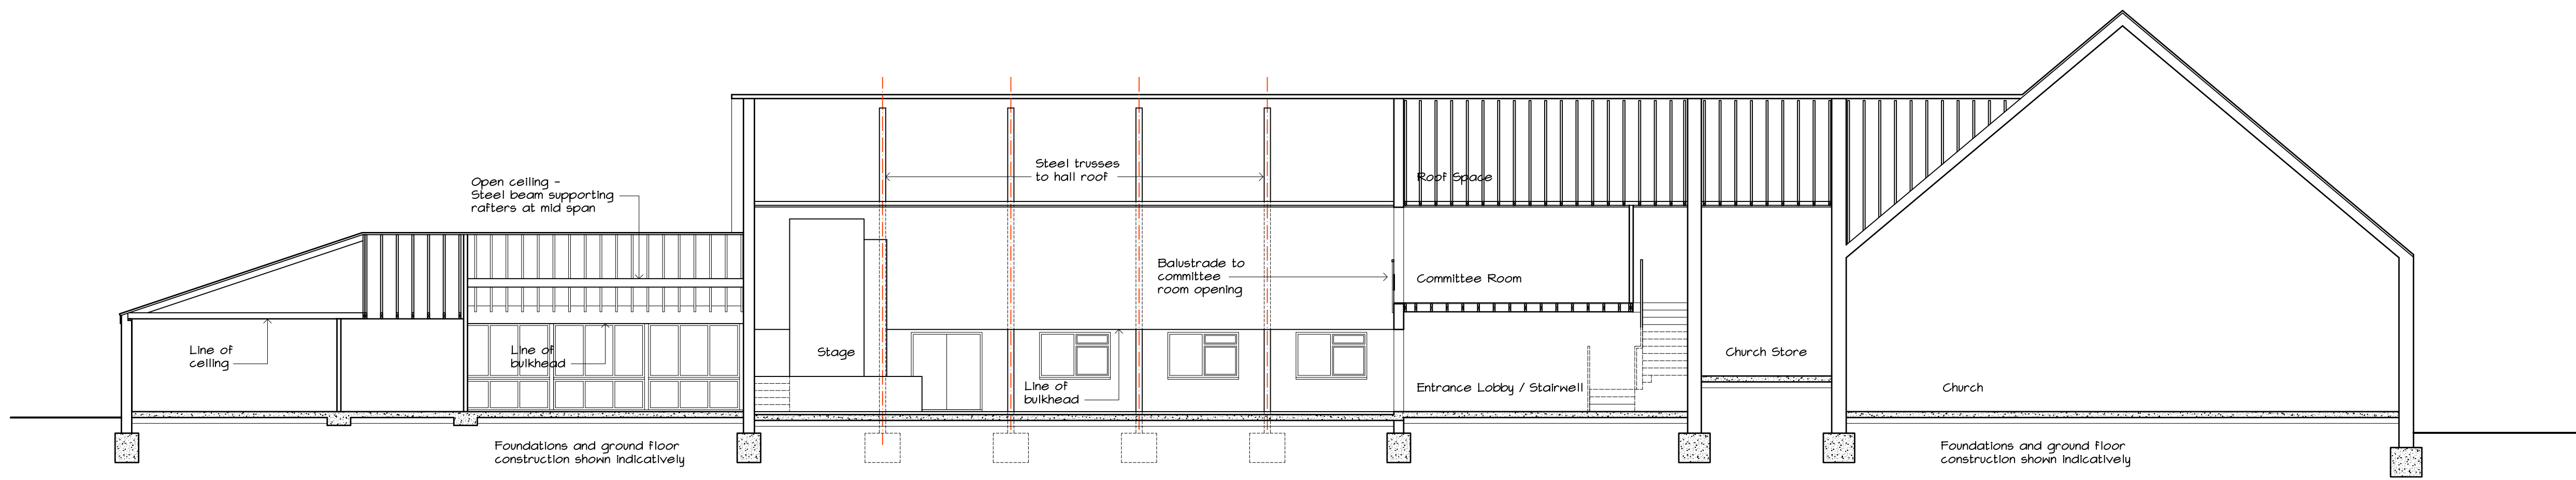 Open ceiling -
Steel beam supporting
rafters at mid span
Line of
ceiling
Line of
bulkhead
Foundations and ground floor
construction shown indicatively
Steel trusses
to hall roof
Stage
Line of
bulkhead
Balustrade to
committee
room opening
Roof Space
Committee Room
Entrance Lobby / Stairwell
Church Store
Church
Foundations and ground floor
construction shown indicatively